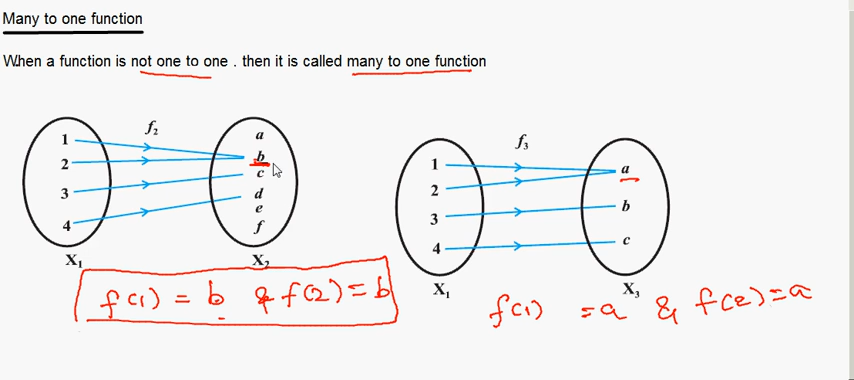 Many to one function
When a function is not one to one . then it is called many to one function
f₂
1
2
3
4
a
b
c
d
e
f
X₁
X₂
f(1) = b & f(2) = b
f₃
1
2
3
4
a
b
c
X₁
X₃
f(1) = a & f(2) = a